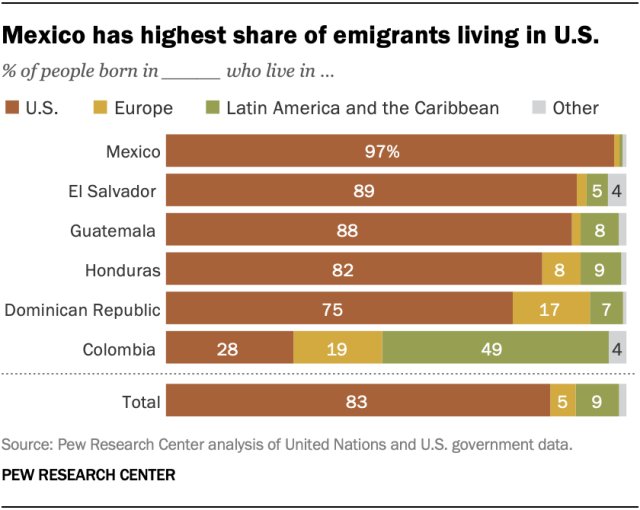 Mexico has highest share of emigrants living in U.S.
% of people born in _____ who live in ...
U.S. Europe Latin America and the Caribbean Other
Mexico 97%
El Salvador 89 5 4
Guatemala 88 8
Honduras 82 8 9
Dominican Republic 75 17 7
Colombia 28 19 49 4
Total 83 5 9
Source: Pew Research Center analysis of United Nations and U.S. government data.
PEW RESEARCH CENTER